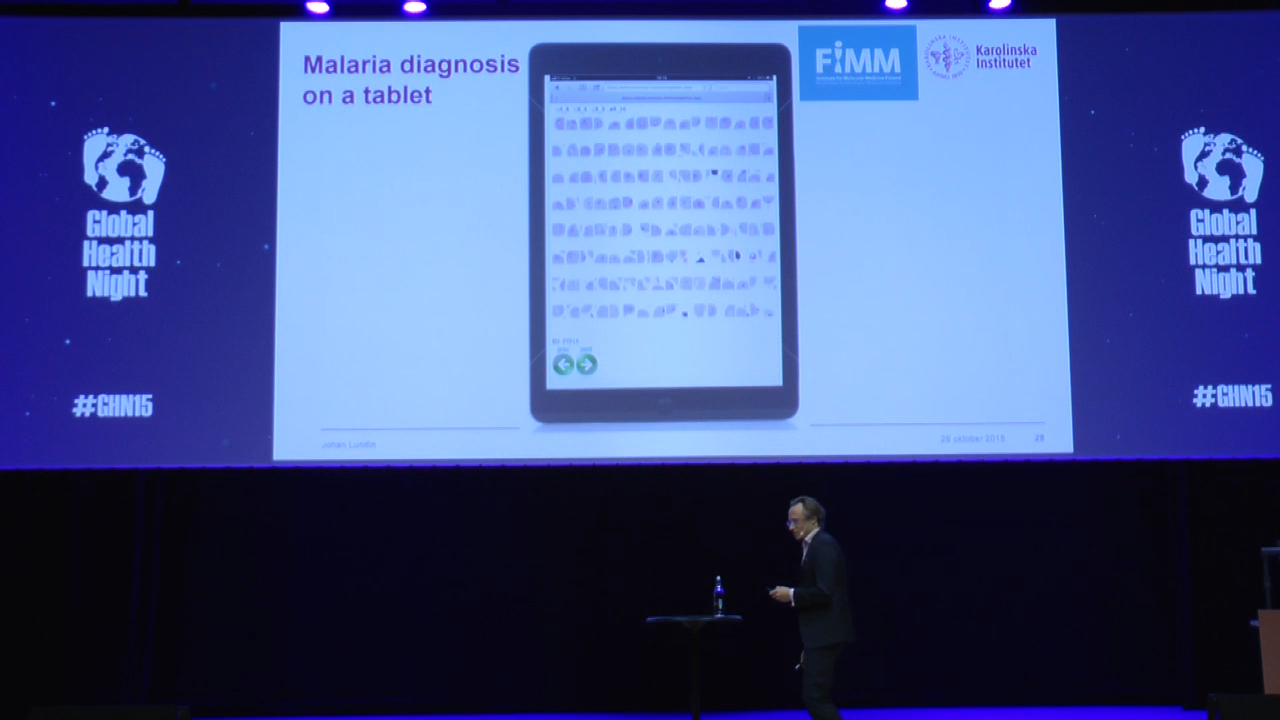 Malaria diagnosis
on a tablet
FiMM
Karolinska
Institutet
Global
Health
Night
#GHN15
Johan Lundin
28
Global
Health
Night
#GHN15